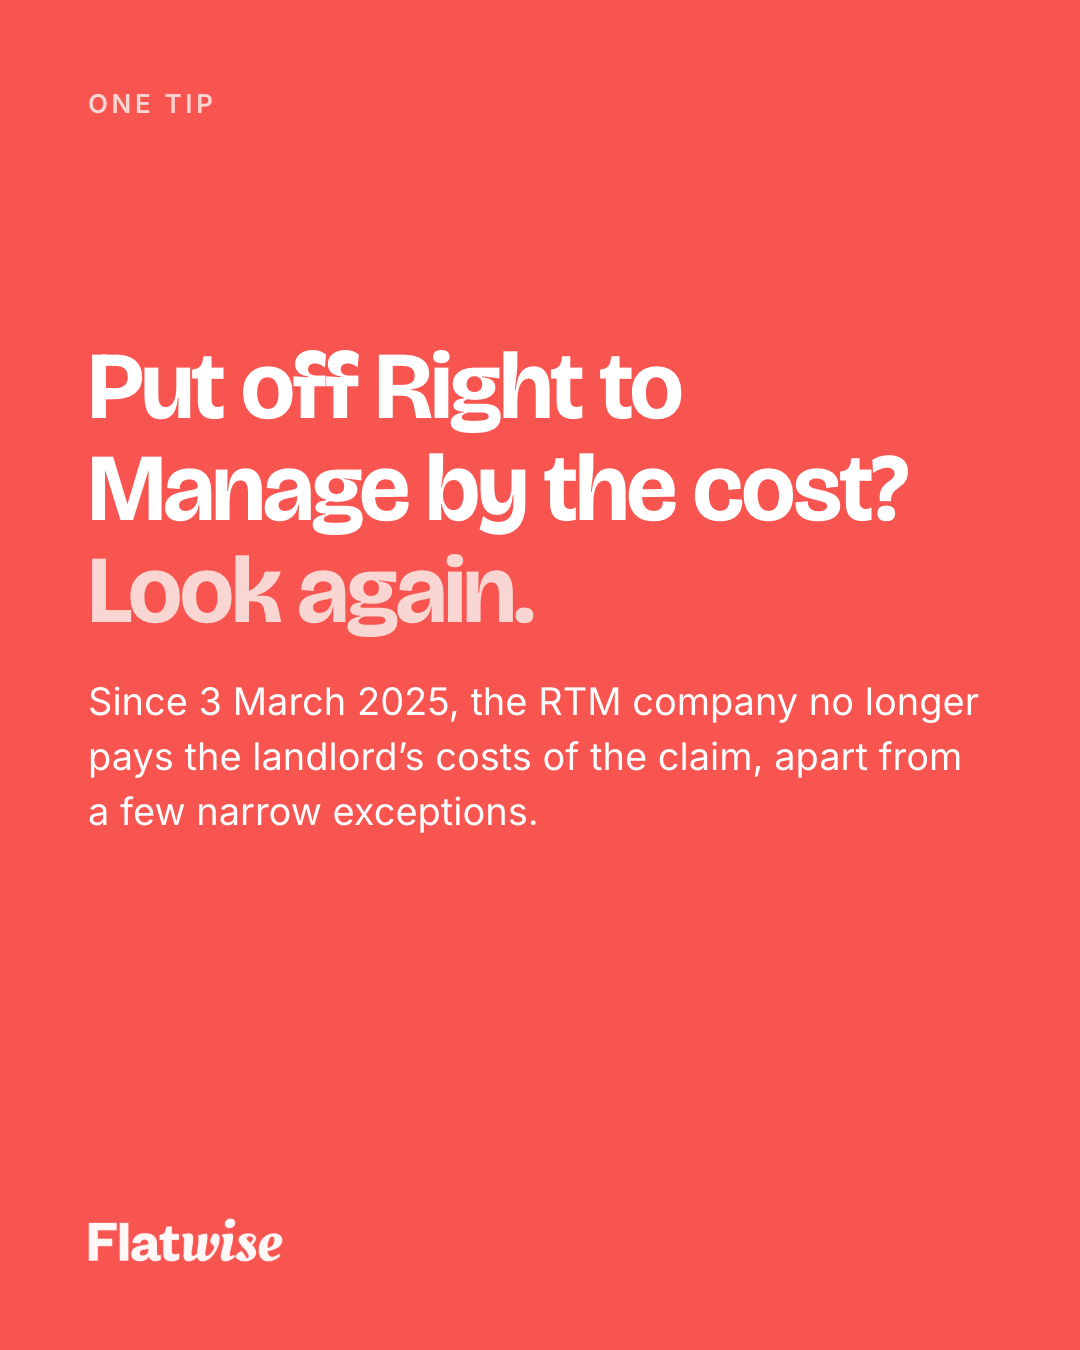 ONE TIP
Put off Right to
Manage by the cost?
Look again.
Since 3 March 2025, the RTM company no longer
pays the landlord’s costs of the claim, apart from
a few narrow exceptions.
Flatwise